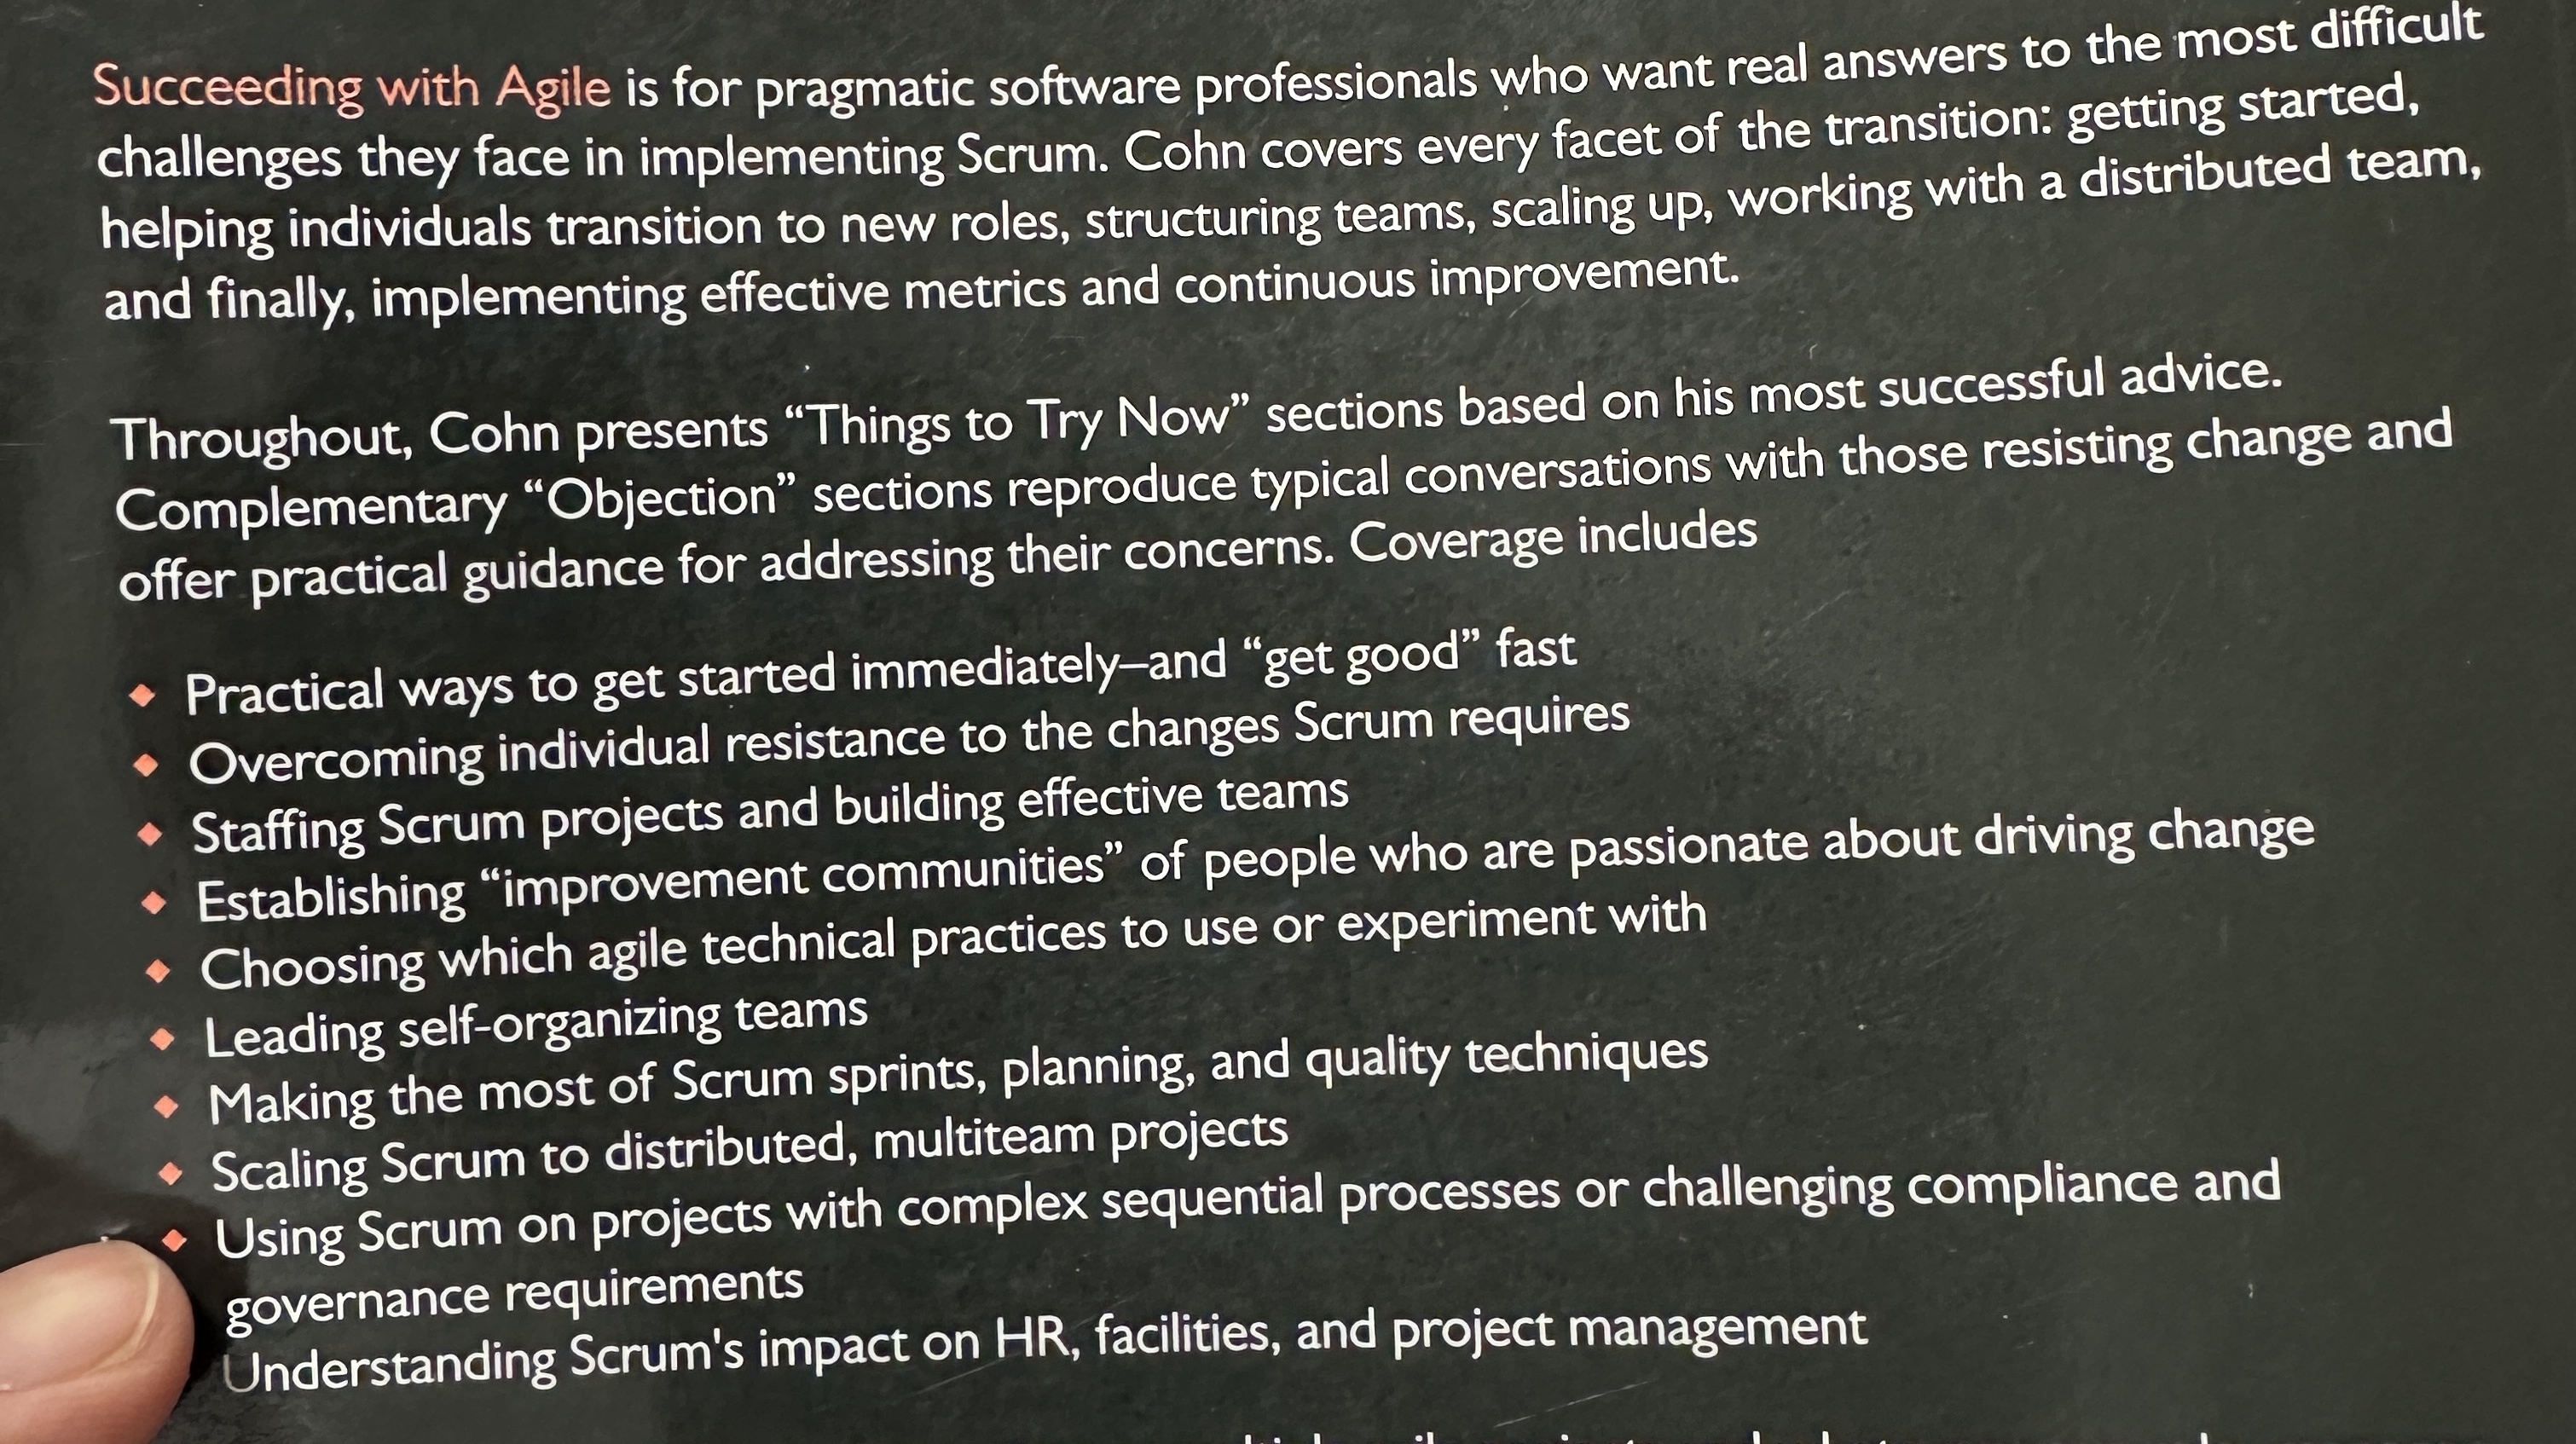 Succeeding with Agile is for pragmatic software professionals who want real answers to the most difficult
challenges they face in implementing Scrum. Cohn covers every facet of the transition: getting started,
helping individuals transition to new roles, structuring teams, scaling up, working with a distributed team,
and finally, implementing effective metrics and continuous improvement.
Throughout, Cohn presents “Things to Try Now” sections based on his most successful advice.
Complementary “Objection” sections reproduce typical conversations with those resisting change and
offer practical guidance for addressing their concerns. Coverage includes
◆ Practical ways to get started immediately–and “get good” fast
◆ Overcoming individual resistance to the changes Scrum requires
◆ Staffing Scrum projects and building effective teams
◆ Establishing “improvement communities” of people who are passionate about driving change
◆ Choosing which agile technical practices to use or experiment with
◆ Leading self-organizing teams
◆ Making the most of Scrum sprints, planning, and quality techniques
◆ Scaling Scrum to distributed, multiteam projects
◆ Using Scrum on projects with complex sequential processes or challenging compliance and
governance requirements
Understanding Scrum's impact on HR, facilities, and project management